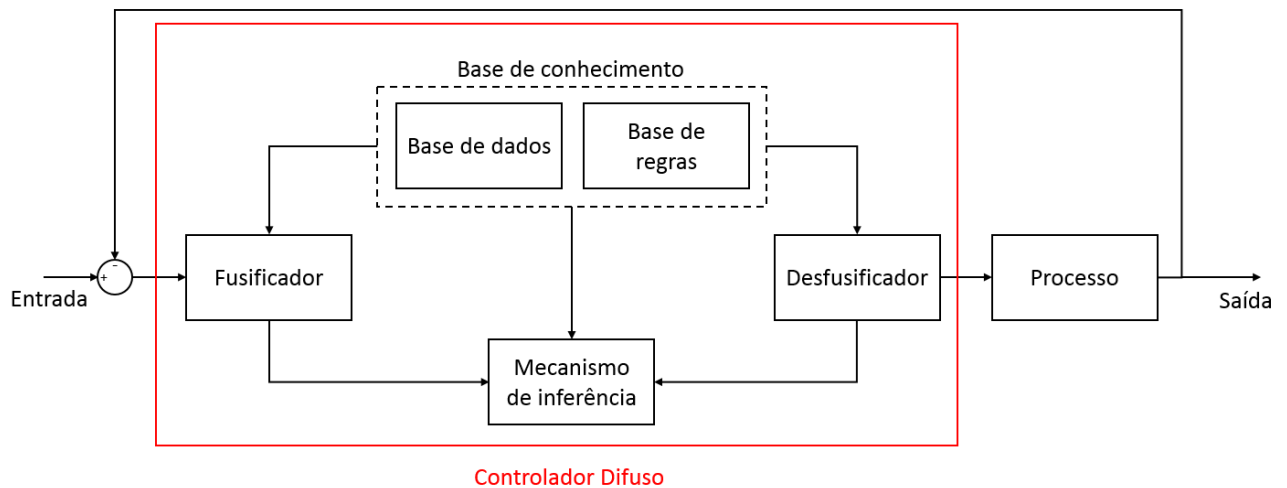 Base de conhecimento
Base de dados
Base de
regras
Fusificador
Desfusificador
Processo
+
-
Entrada
Saída
Mecanismo
de inferência
Controlador Difuso